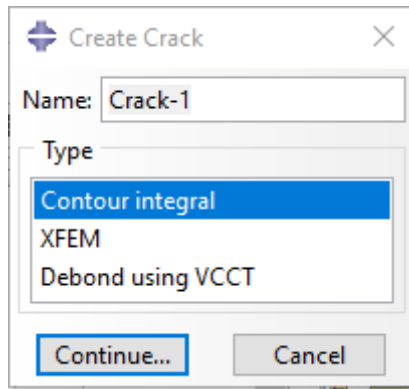 Create Crack
Name: Crack-1
Type
Contour integral
XFEM
Debond using VCCT
Continue... Cancel